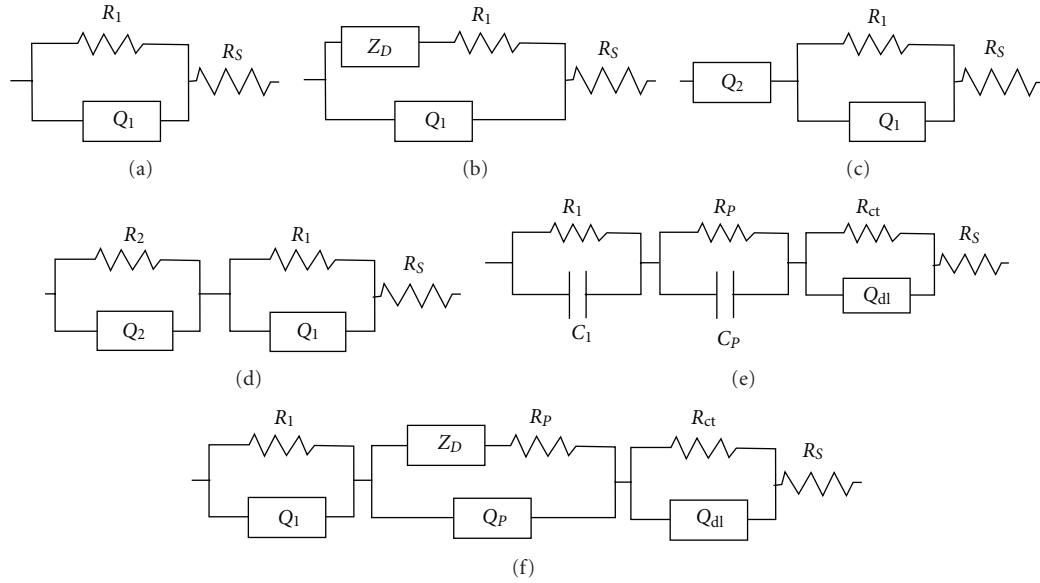 R1
RS
Q1
(a)
ZD
R1
RS
Q1
(b)
Q2
R1
RS
Q1
(c)
R2
R1
RS
Q2
Q1
(d)
R1
RP
Rct
RS
Qdl
C1
CP
(e)
R1
ZD
RP
Rct
RS
Q1
QP
Qdl
(f)